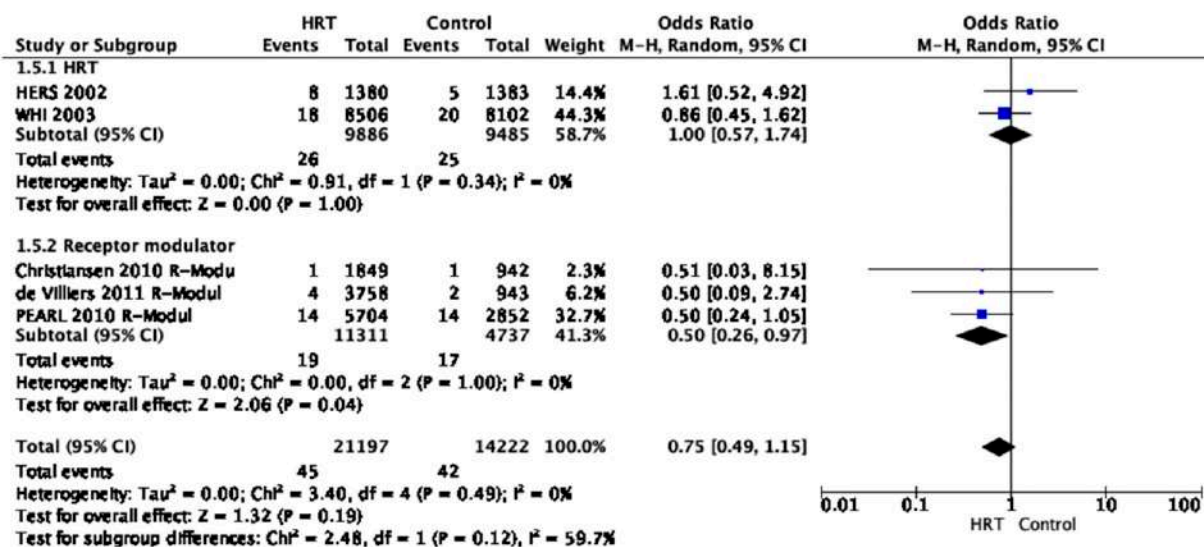 HRT Control Odds Ratio Odds Ratio
Study or Subgroup Events Total Events Total Weight M-H, Random, 95% CI M-H, Random, 95% CI
1.5.1 HRT
HERS 2002 8 1380 5 1383 14.4% 1.61 [0.52, 4.92]
WHI 2003 18 8506 20 8102 44.3% 0.86 [0.45, 1.62]
Subtotal (95% CI) 9886 9485 58.7% 1.00 [0.57, 1.74]
Total events 26 25
Heterogeneity: Tau² = 0.00; Chi² = 0.91, df = 1 (P = 0.34); I² = 0%
Test for overall effect: Z = 0.00 (P = 1.00)
1.5.2 Receptor modulator
Christiansen 2010 R-Modu 1 1849 1 942 2.3% 0.51 [0.03, 8.15]
de Villiers 2011 R-Modul 4 3758 2 943 6.2% 0.50 [0.09, 2.74]
PEARL 2010 R-Modul 14 5704 14 2852 32.7% 0.50 [0.24, 1.05]
Subtotal (95% CI) 11311 4737 41.3% 0.50 [0.26, 0.97]
Total events 19 17
Heterogeneity: Tau² = 0.00; Chi² = 0.00, df = 2 (P = 1.00); I² = 0%
Test for overall effect: Z = 2.06 (P = 0.04)
Total (95% CI) 21197 14222 100.0% 0.75 [0.49, 1.15]
Total events 45 42
Heterogeneity: Tau² = 0.00; Chi² = 3.40, df = 4 (P = 0.49); I² = 0%
Test for overall effect: Z = 1.32 (P = 0.19)
Test for subgroup differences: Chi² = 2.48, df = 1 (P = 0.12), I² = 59.7%
0.01 0.1 1 10 100
HRT Control